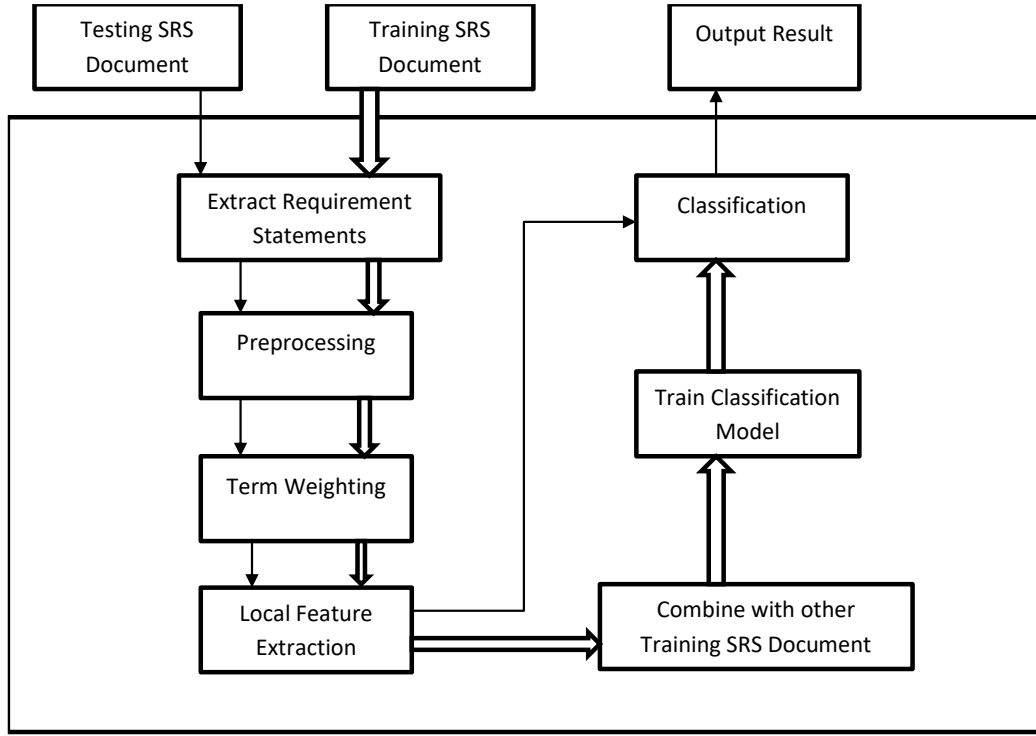 Testing SRS
Document
Training SRS
Document
Output Result
Extract Requirement
Statements
Classification
Preprocessing
Train Classification
Model
Term Weighting
Local Feature
Extraction
Combine with other
Training SRS Document